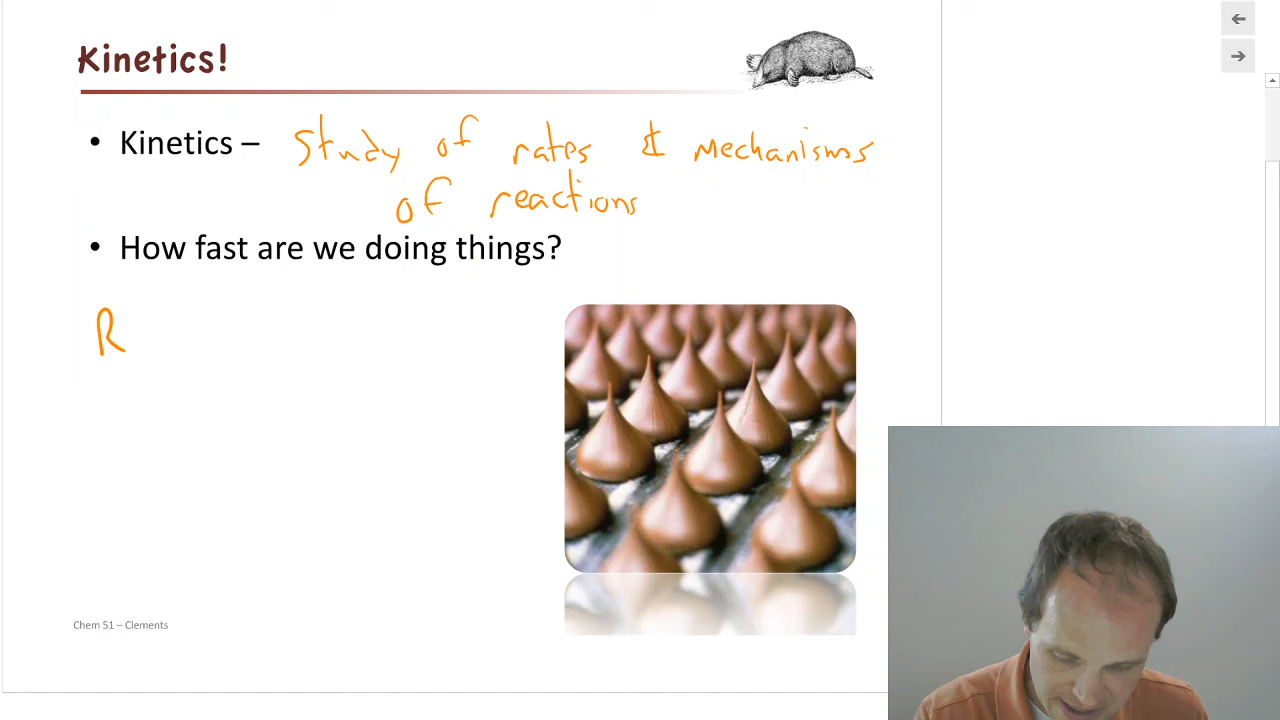 Kinetics!
• Kinetics – Study of rates & mechanisms
of reactions
• How fast are we doing things?
R
Chem 51 – Clements